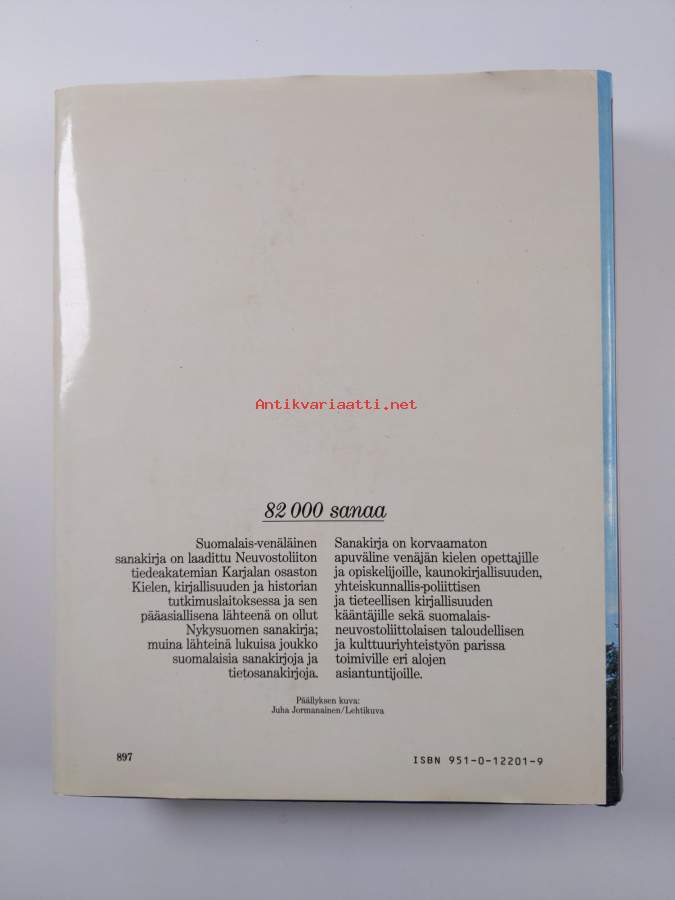 Antikvariaatti.net
82 000 sanaa
Suomalais-venäläinen
sanakirja on laadittu Neuvostoliiton
tiedeakatemian Karjalan osaston
Kielen, kirjallisuuden ja historian
tutkimuslaitoksessa ja sen
pääasiallisena lähteenä on ollut
Nykysuomen sanakirja;
muina lähteinä lukuisa joukko
suomalaisia sanakirjoja ja
tietosanakirjoja.
Sanakirja on korvaamaton
apuväline venäjän kielen opettajille
ja opiskelijoille, kaunokirjallisuuden,
yhteiskunnallis-poliittisen
ja tieteellisen kirjallisuuden
kääntäjille sekä suomalais-
neuvostoliittolaisen taloudellisen
ja kulttuuriyhteistyön parissa
toimiville eri alojen
asiantuntijoille.
Päällyksen kuva:
Juha Jormanainen/Lehtikuva
897
ISBN 951-0-12201-9